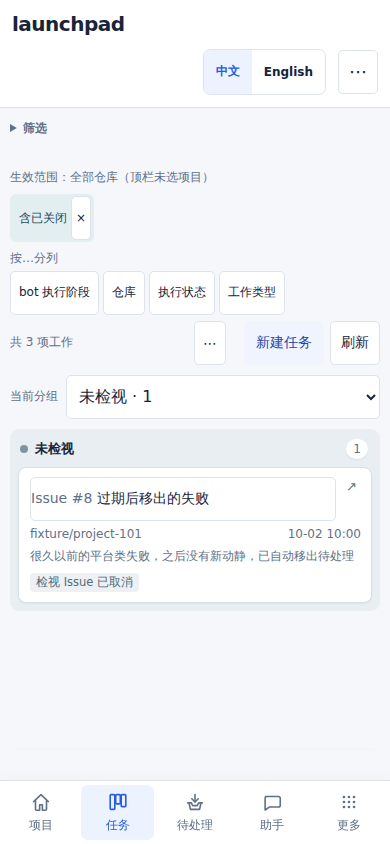 launchpad
中文 English ⋯
▶ 筛选
生效范围：全部仓库（顶栏未选项目）
含已关闭 ×
按…分列
bot 执行阶段 仓库 执行状态 工作类型
共 3 项工作 ⋯ 新建任务 刷新
当前分组 未检视 · 1
未检视 1
Issue #8 过期后移出的失败 ↗
fixture/project-101 10-02 10:00
很久以前的平台类失败，之后没有新动静，已自动移出待处理
检视 Issue 已取消
项目 任务 待处理 助手 更多